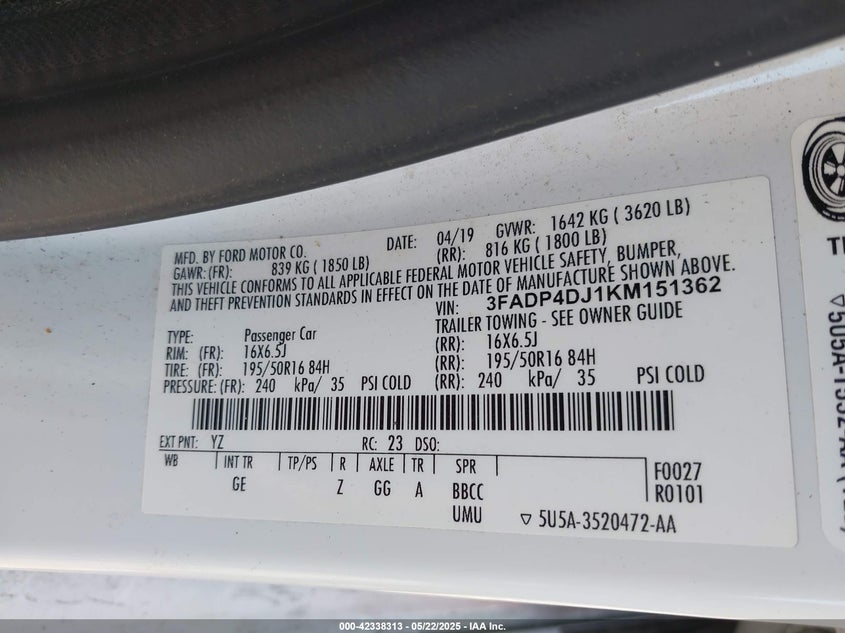 MFD. BY FORD MOTOR CO. DATE: 04/19 GVWR: 1642 KG ( 3620 LB)
GAWR: (FR): 839 KG ( 1850 LB) (RR): 816 KG ( 1800 LB)
THIS VEHICLE CONFORMS TO ALL APPLICABLE FEDERAL MOTOR VEHICLE SAFETY, BUMPER,
AND THEFT PREVENTION STANDARDS IN EFFECT ON THE DATE OF MANUFACTURE SHOWN ABOVE.
VIN: 3FADP4DJ1KM151362
TYPE: Passenger Car TRAILER TOWING - SEE OWNER GUIDE
RIM: (FR): 16X6.5J (RR): 16X6.5J
TIRE: (FR): 195/50R16 84H (RR): 195/50R16 84H
PRESSURE: (FR): 240 kPa/ 35 PSI COLD (RR): 240 kPa/ 35 PSI COLD
EXT PNT: YZ RC: 23 DSO:
WB INT TR TP/PS R AXLE TR SPR F0027
GE Z GG A BBCC R0101
UMU 5U5A-3520472-AA
000-42338313 - 05/22/2025 - IAA Inc.